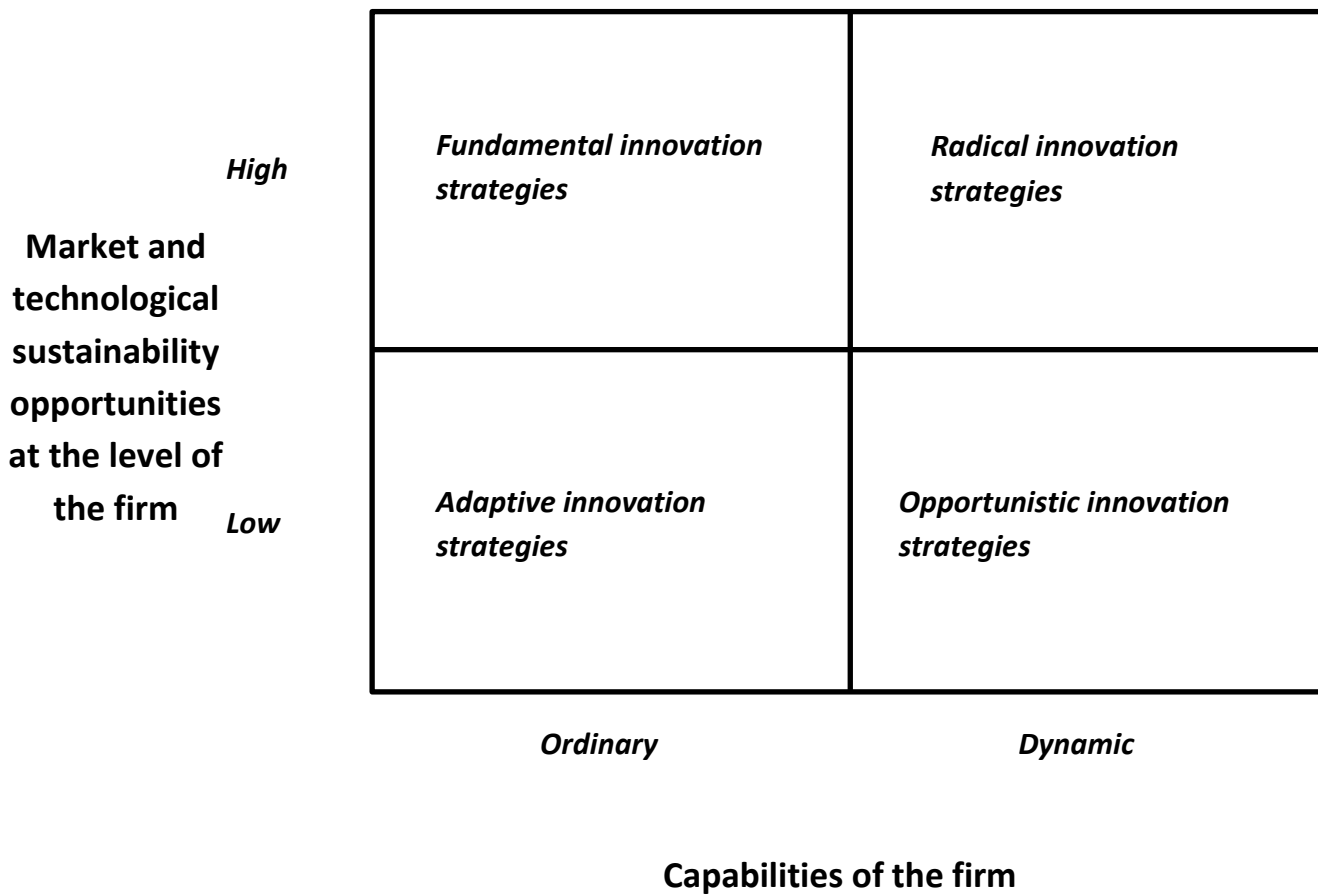 High
Market and
technological
sustainability
opportunities
at the level of
the firm
Low
Fundamental innovation
strategies
Radical innovation
strategies
Adaptive innovation
strategies
Opportunistic innovation
strategies
Ordinary
Dynamic
Capabilities of the firm